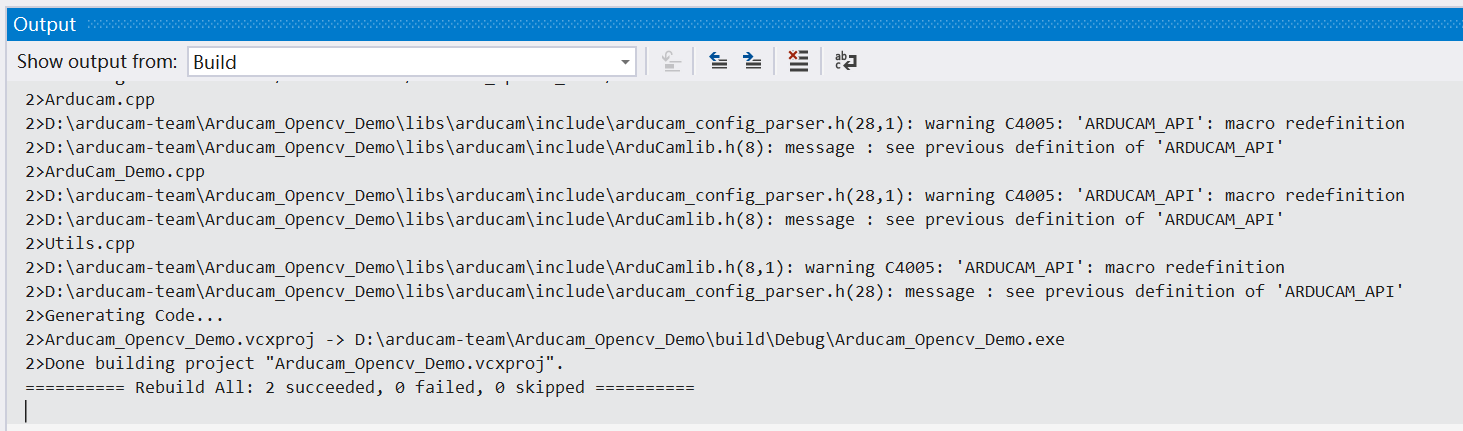 Output
Show output from: Build
2>Arducam.cpp
2>D:\arducam-team\Arducam_Opencv_Demo\libs\arducam\include\arducam_config_parser.h(28,1): warning C4005: 'ARDUCAM_API': macro redefinition
2>D:\arducam-team\Arducam_Opencv_Demo\libs\arducam\include\ArduCamlib.h(8): message : see previous definition of 'ARDUCAM_API'
2>ArduCam_Demo.cpp
2>D:\arducam-team\Arducam_Opencv_Demo\libs\arducam\include\arducam_config_parser.h(28,1): warning C4005: 'ARDUCAM_API': macro redefinition
2>D:\arducam-team\Arducam_Opencv_Demo\libs\arducam\include\ArduCamlib.h(8): message : see previous definition of 'ARDUCAM_API'
2>Utils.cpp
2>D:\arducam-team\Arducam_Opencv_Demo\libs\arducam\include\ArduCamlib.h(8,1): warning C4005: 'ARDUCAM_API': macro redefinition
2>D:\arducam-team\Arducam_Opencv_Demo\libs\arducam\include\arducam_config_parser.h(28): message : see previous definition of 'ARDUCAM_API'
2>Generating Code...
2>Arducam_Opencv_Demo.vcxproj -> D:\arducam-team\Arducam_Opencv_Demo\build\Debug\Arducam_Opencv_Demo.exe
2>Done building project "Arducam_Opencv_Demo.vcxproj".
========== Rebuild All: 2 succeeded, 0 failed, 0 skipped ==========